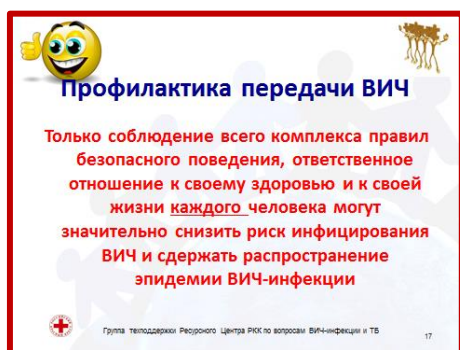 Профилактика передачи ВИЧ
Только соблюдение всего комплекса правил
безопасного поведения, ответственное
отношение к своему здоровью и к своей
жизни каждого человека могут
значительно снизить риск инфицирования
ВИЧ и сдержать распространение
эпидемии ВИЧ-инфекции
Группа техподдержки Ресурсного Центра РКК по вопросам ВИЧ-инфекции и ТБ
17